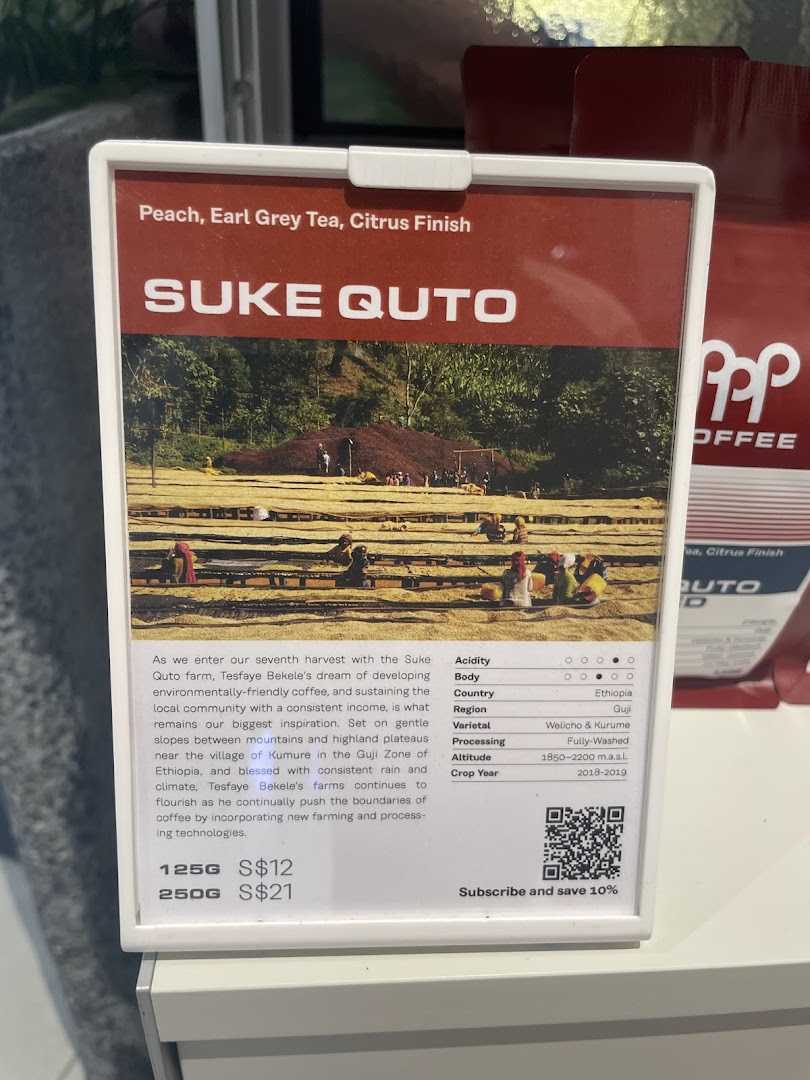 Peach, Earl Grey Tea, Citrus Finish
SUKE QUTO
As we enter our seventh harvest with the Suke
Quto farm, Tesfaye Bekele's dream of developing
environmentally-friendly coffee, and sustaining the
local community with a consistent income, is what
remains our biggest inspiration. Set on gentle
slopes between mountains and highland plateaus
near the village of Kumure in the Guji Zone of
Ethiopia, and blessed with consistent rain and
climate, Tesfaye Bekele's farms continues to
flourish as he continually push the boundaries of
coffee by incorporating new farming and process-
ing technologies.
125G S$12
250G S$21
Acidity
Body
Country Ethiopia
Region Guji
Varietal Welicho & Kurume
Processing Fully-Washed
Altitude 1850–2200 m.a.s.l.
Crop Year 2018-2019
Subscribe and save 10%
PPP
OFFEE
ea, Citrus Finish
QUTO